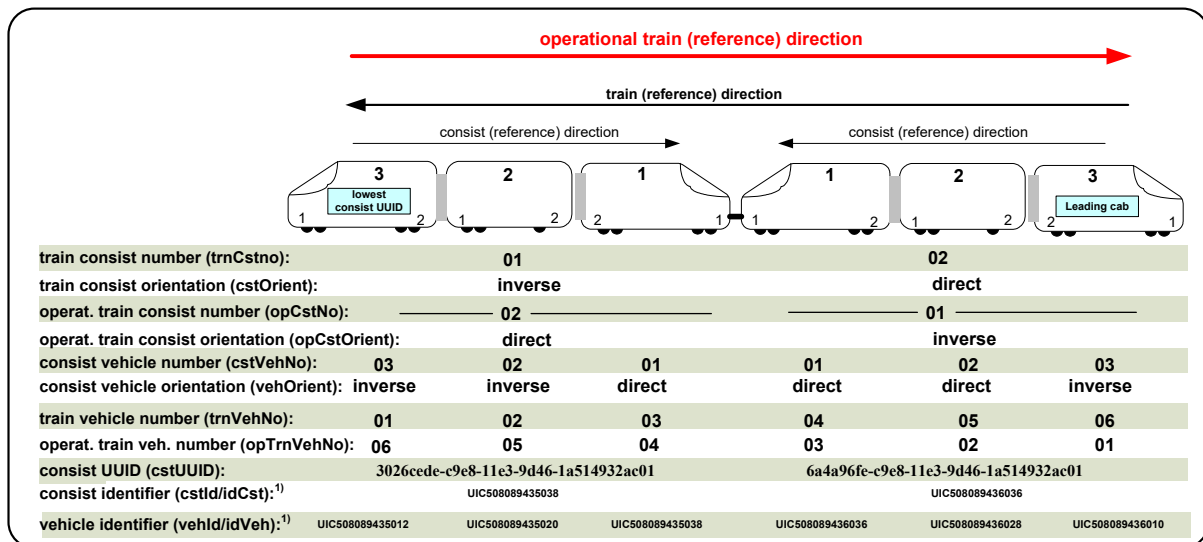 operational train (reference) direction
train (reference) direction
consist (reference) direction consist (reference) direction
3 2 1 1 2 3
lowest
consist UUID
Leading cab
1 2 1 2 2 1 1 2 1 2 2 1
train consist number (trnCstno): 01 02
train consist orientation (cstOrient): inverse direct
operat. train consist number (opCstNo): 02 01
operat. train consist orientation (opCstOrient): direct inverse
consist vehicle number (cstVehNo): 03 02 01 01 02 03
consist vehicle orientation (vehOrient): inverse inverse direct direct direct inverse
train vehicle number (trnVehNo): 01 02 03 04 05 06
operat. train veh. number (opTrnVehNo): 06 05 04 03 02 01
consist UUID (cstUUID): 3026cede-c9e8-11e3-9d46-1a514932ac01 6a4a96fe-c9e8-11e3-9d46-1a514932ac01
consist identifier (cstId/idCst):1) UIC508089435038 UIC508089436036
vehicle identifier (vehId/idVeh):1) UIC508089435012 UIC508089435020 UIC508089435038 UIC508089436036 UIC508089436028 UIC508089436010